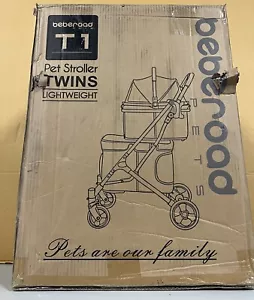 beberoad
T1
Pet Stroller
TWINS
LIGHTWEIGHT
beberoad
PETS
Pets are our family